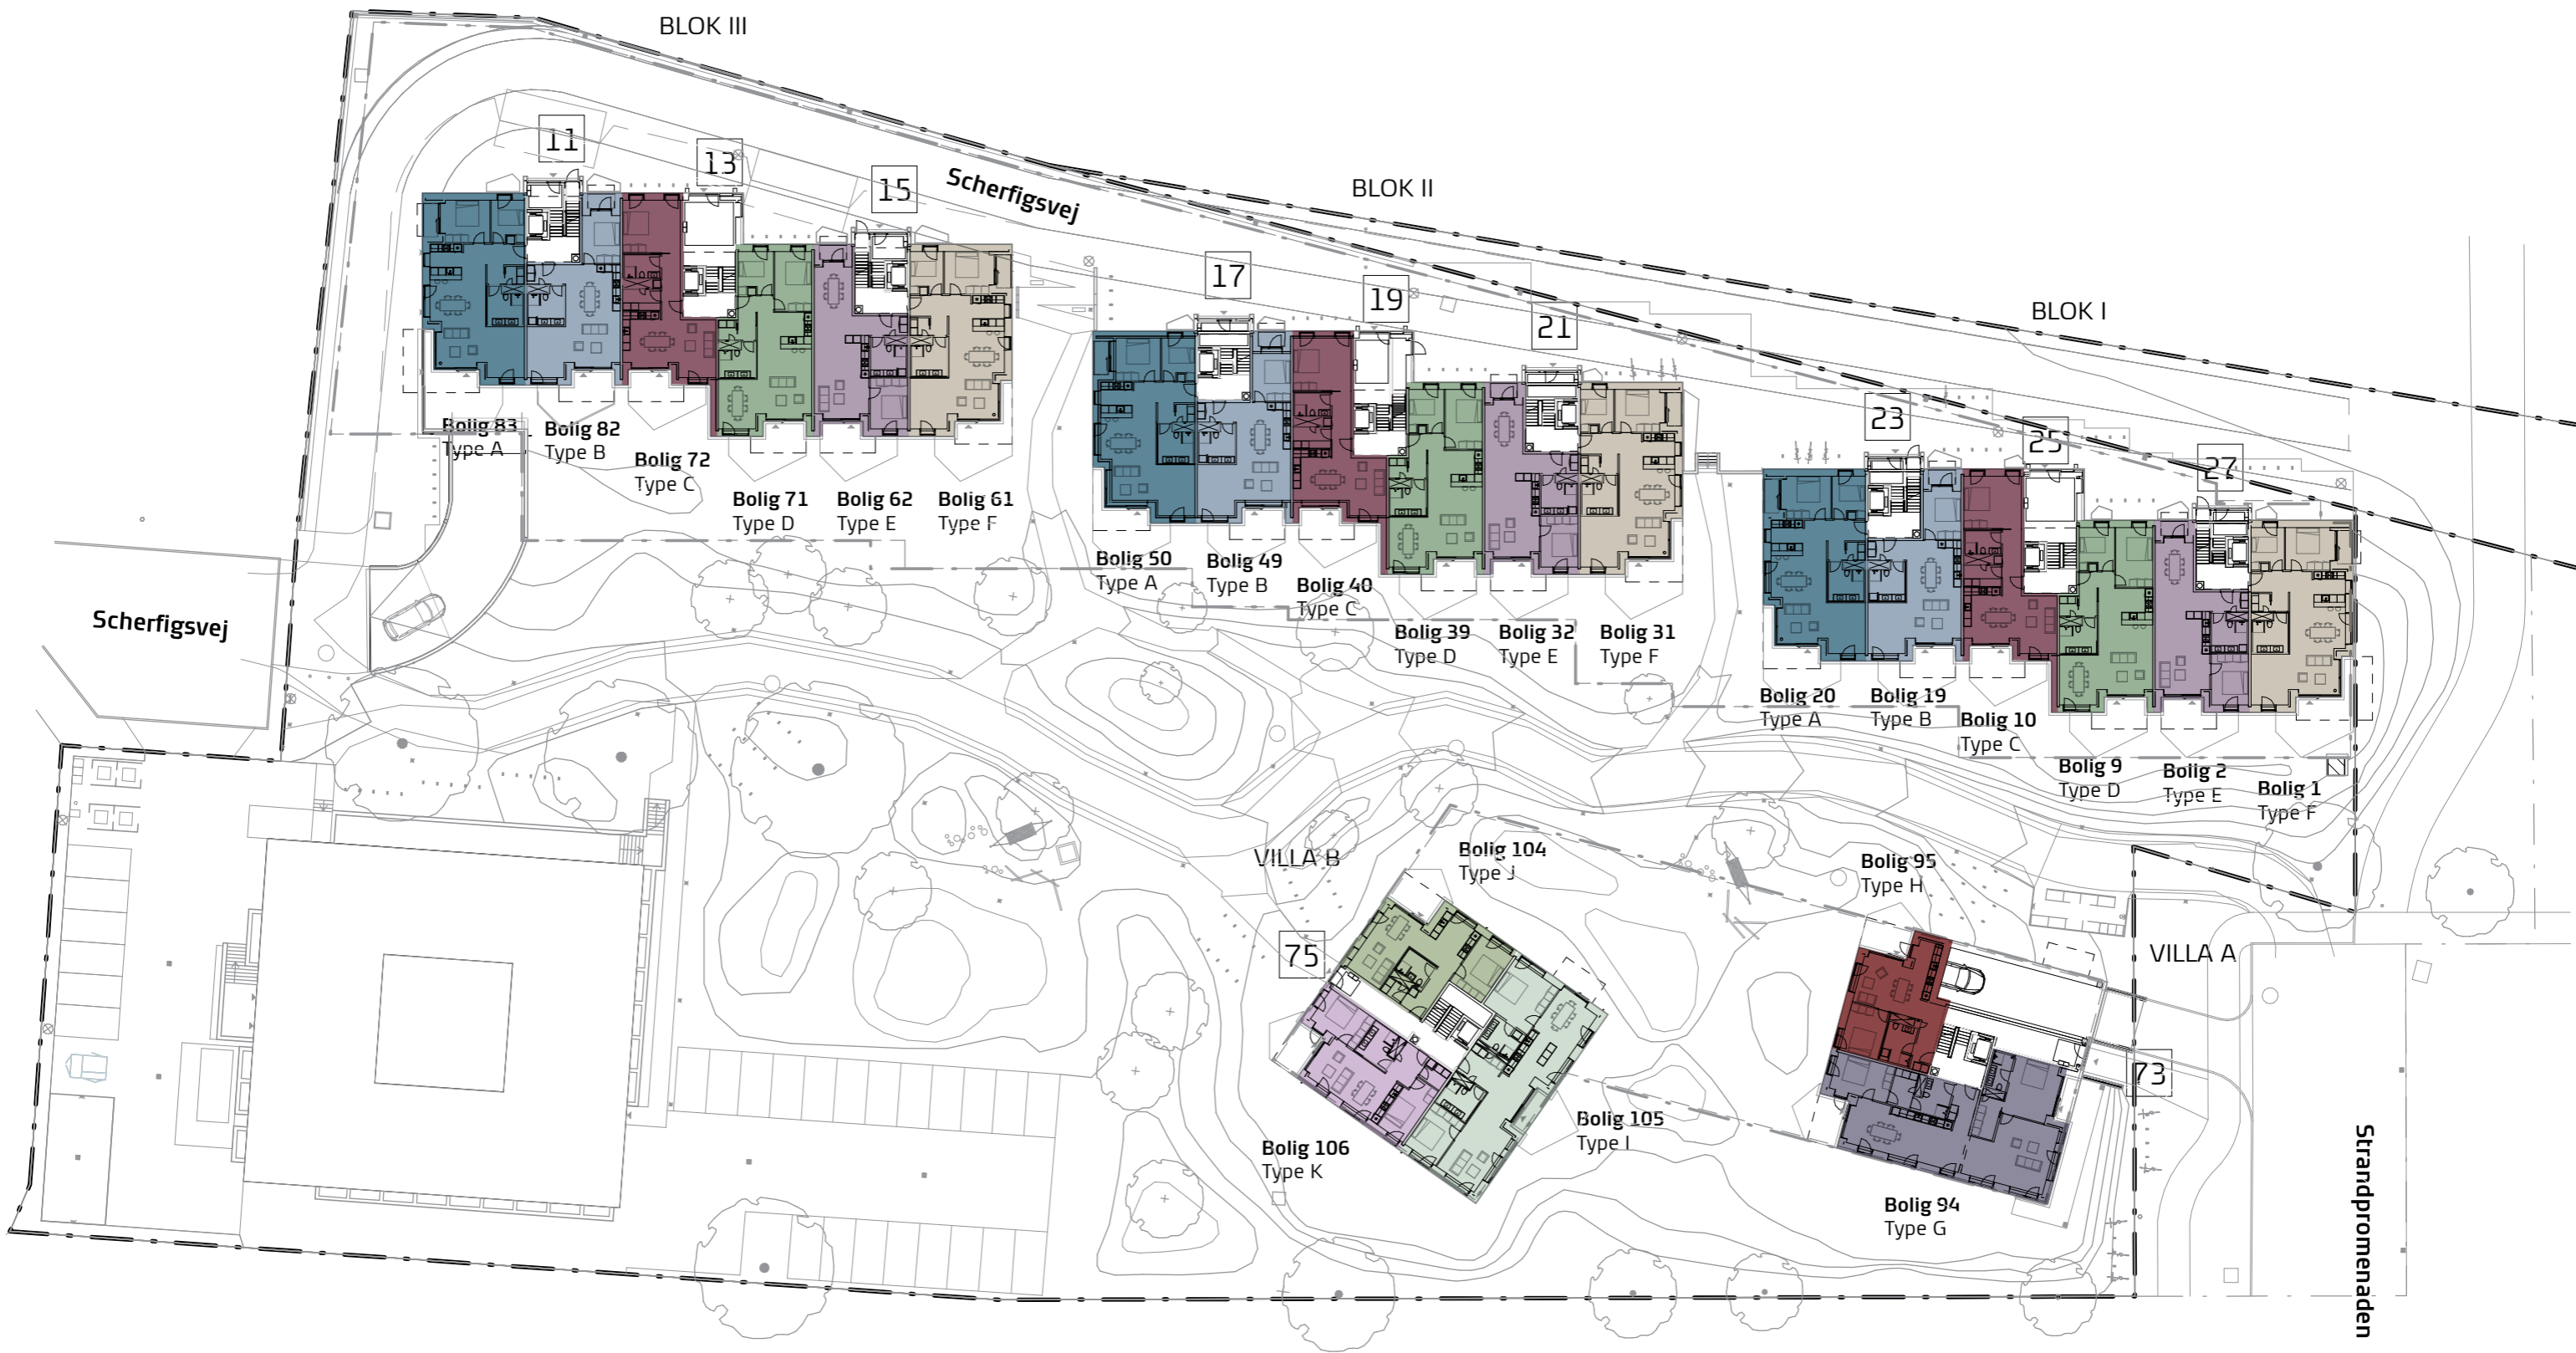 BLOK III
11
13
15
Scherfigsvej
BLOK II
17
19
21
BLOK I
23
25
27
Bolig 83
Type A
Bolig 82
Type B
Bolig 72
Type C
Bolig 71
Type D
Bolig 62
Type E
Bolig 61
Type F
Bolig 50
Type A
Bolig 49
Type B
Bolig 40
Type C
Bolig 39
Type D
Bolig 32
Type E
Bolig 31
Type F
Bolig 20
Type A
Bolig 19
Type B
Bolig 10
Type C
Bolig 9
Type D
Bolig 2
Type E
Bolig 1
Type F
Scherfigsvej
VILLA B
75
Bolig 104
Type J
Bolig 105
Type I
Bolig 106
Type K
Bolig 95
Type H
VILLA A
73
Bolig 94
Type G
Strandpromenaden